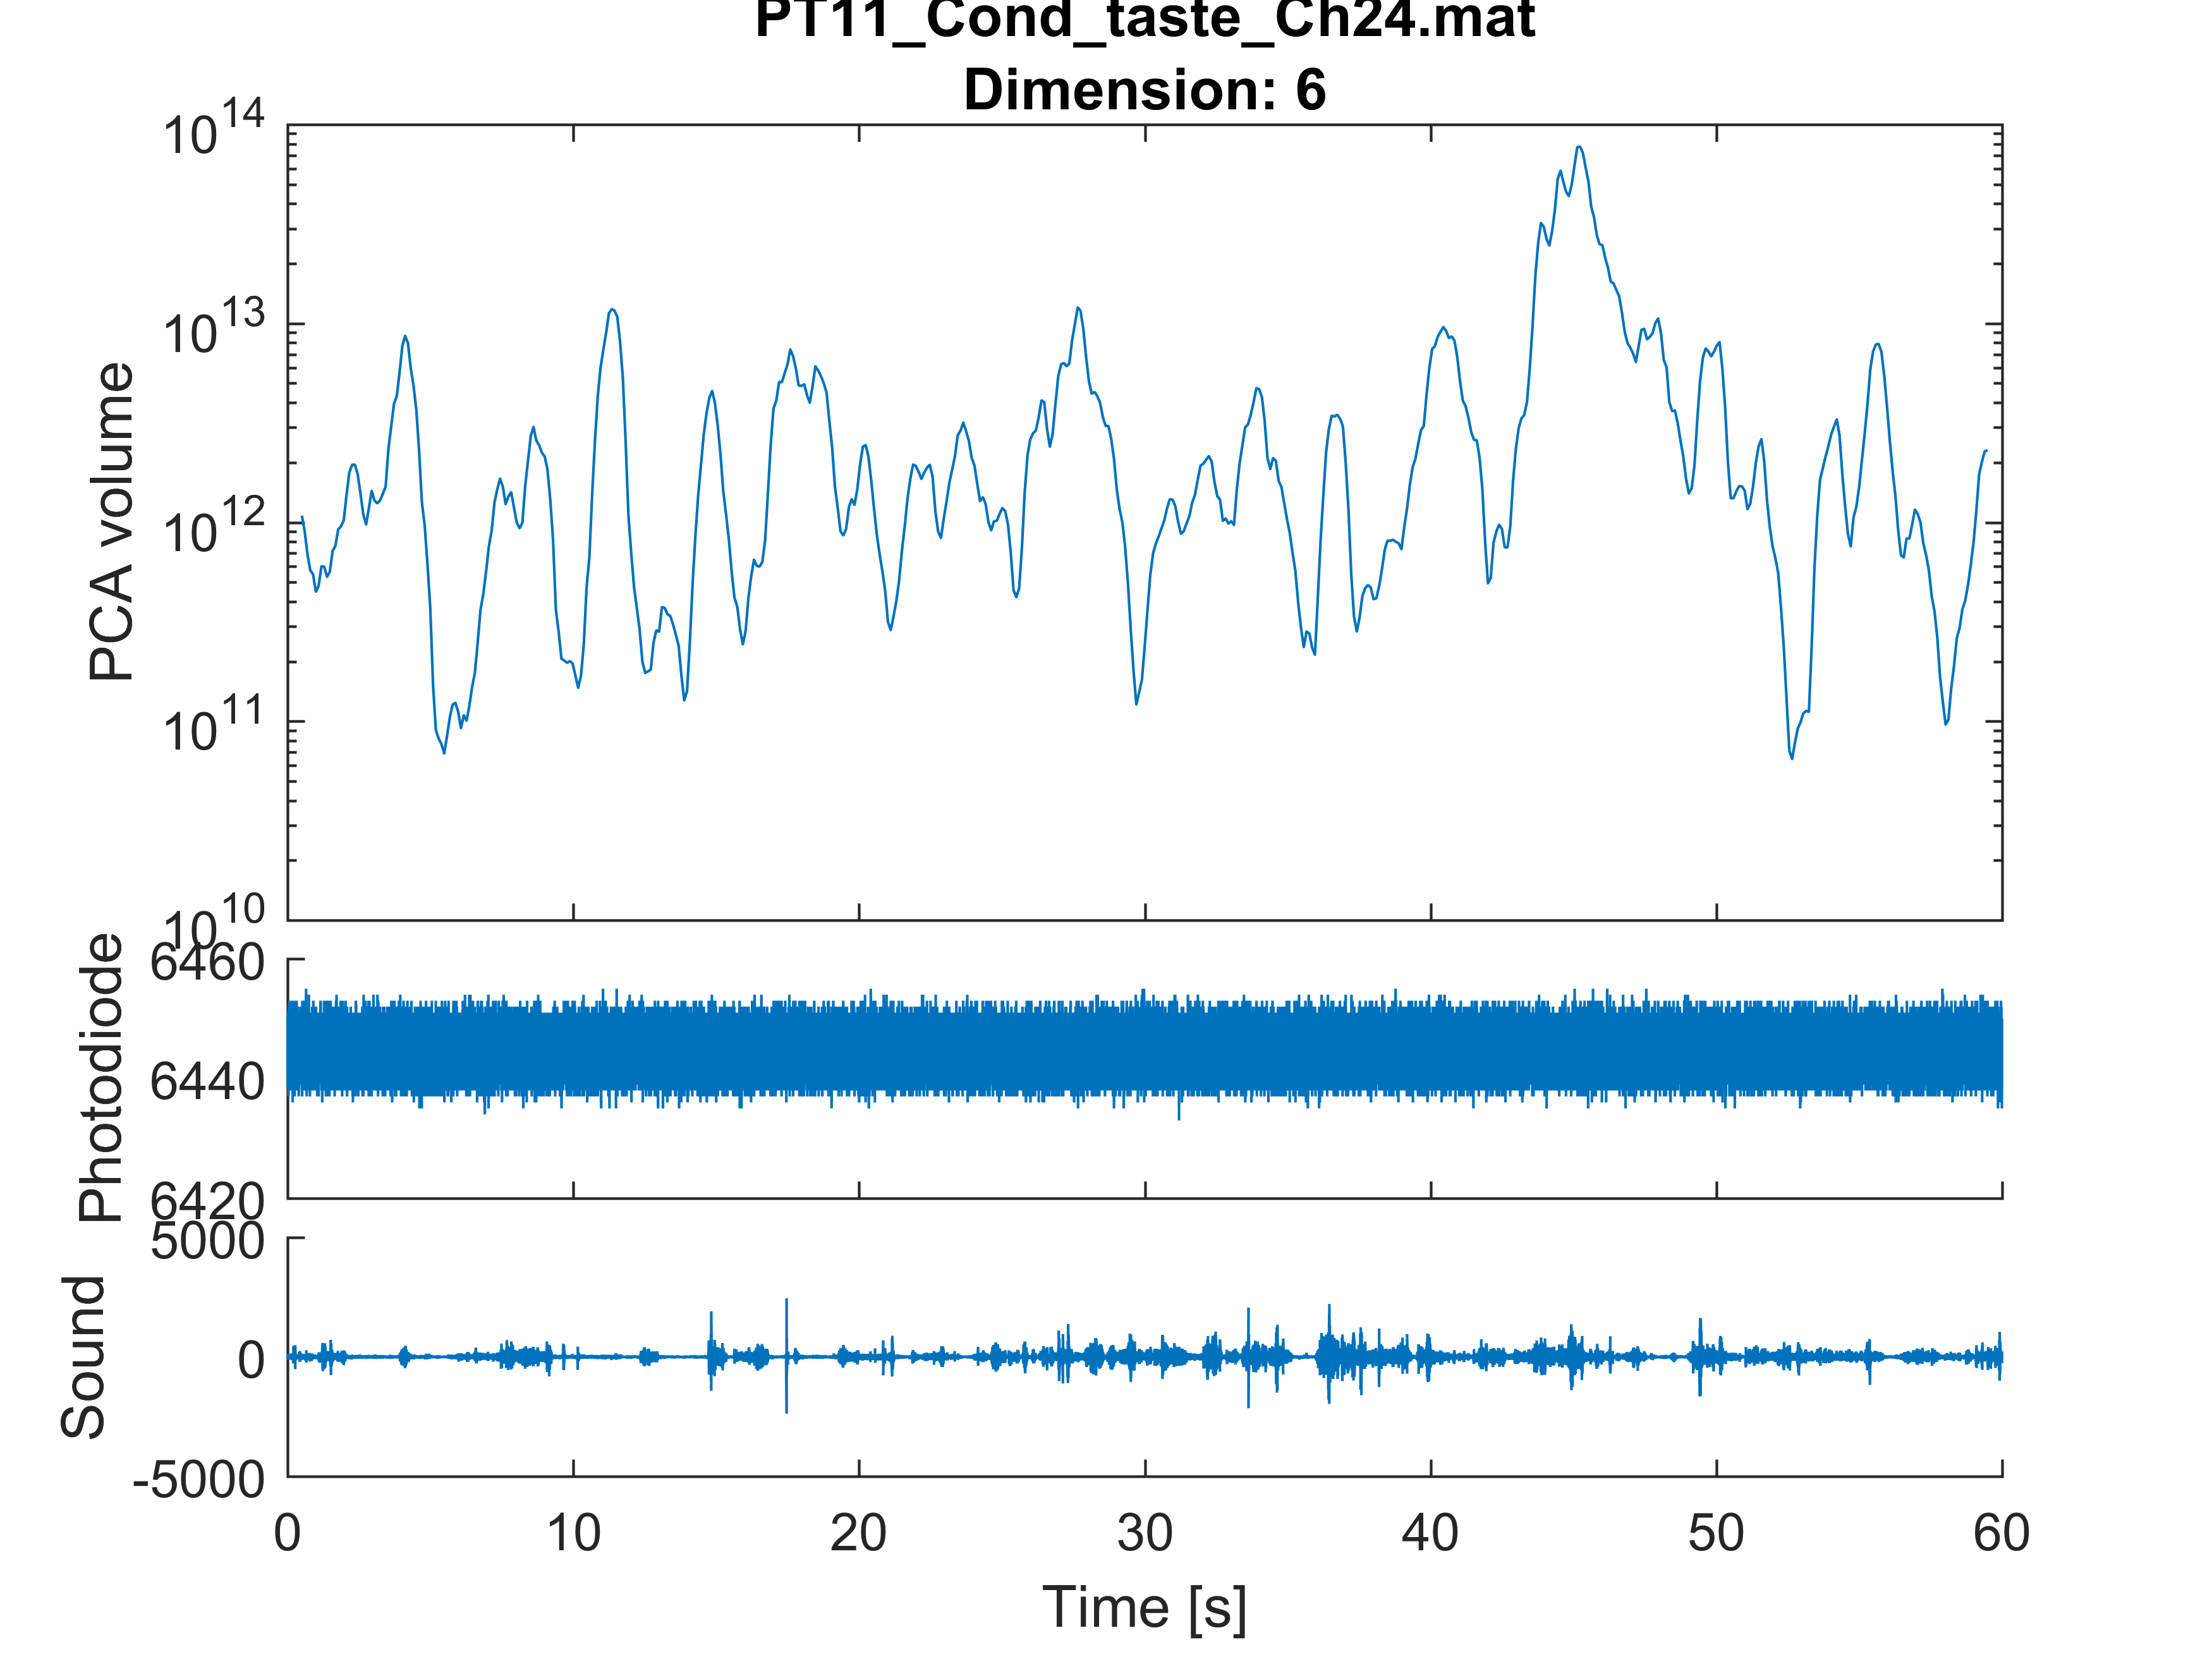 PT11_Cond_taste_Ch24.mat
Dimension: 6
10^14
10^13
10^12
10^11
10^10
PCA volume
6460
6440
6420
Photodiode
5000
0
-5000
Sound
0 10 20 30 40 50 60
Time [s]